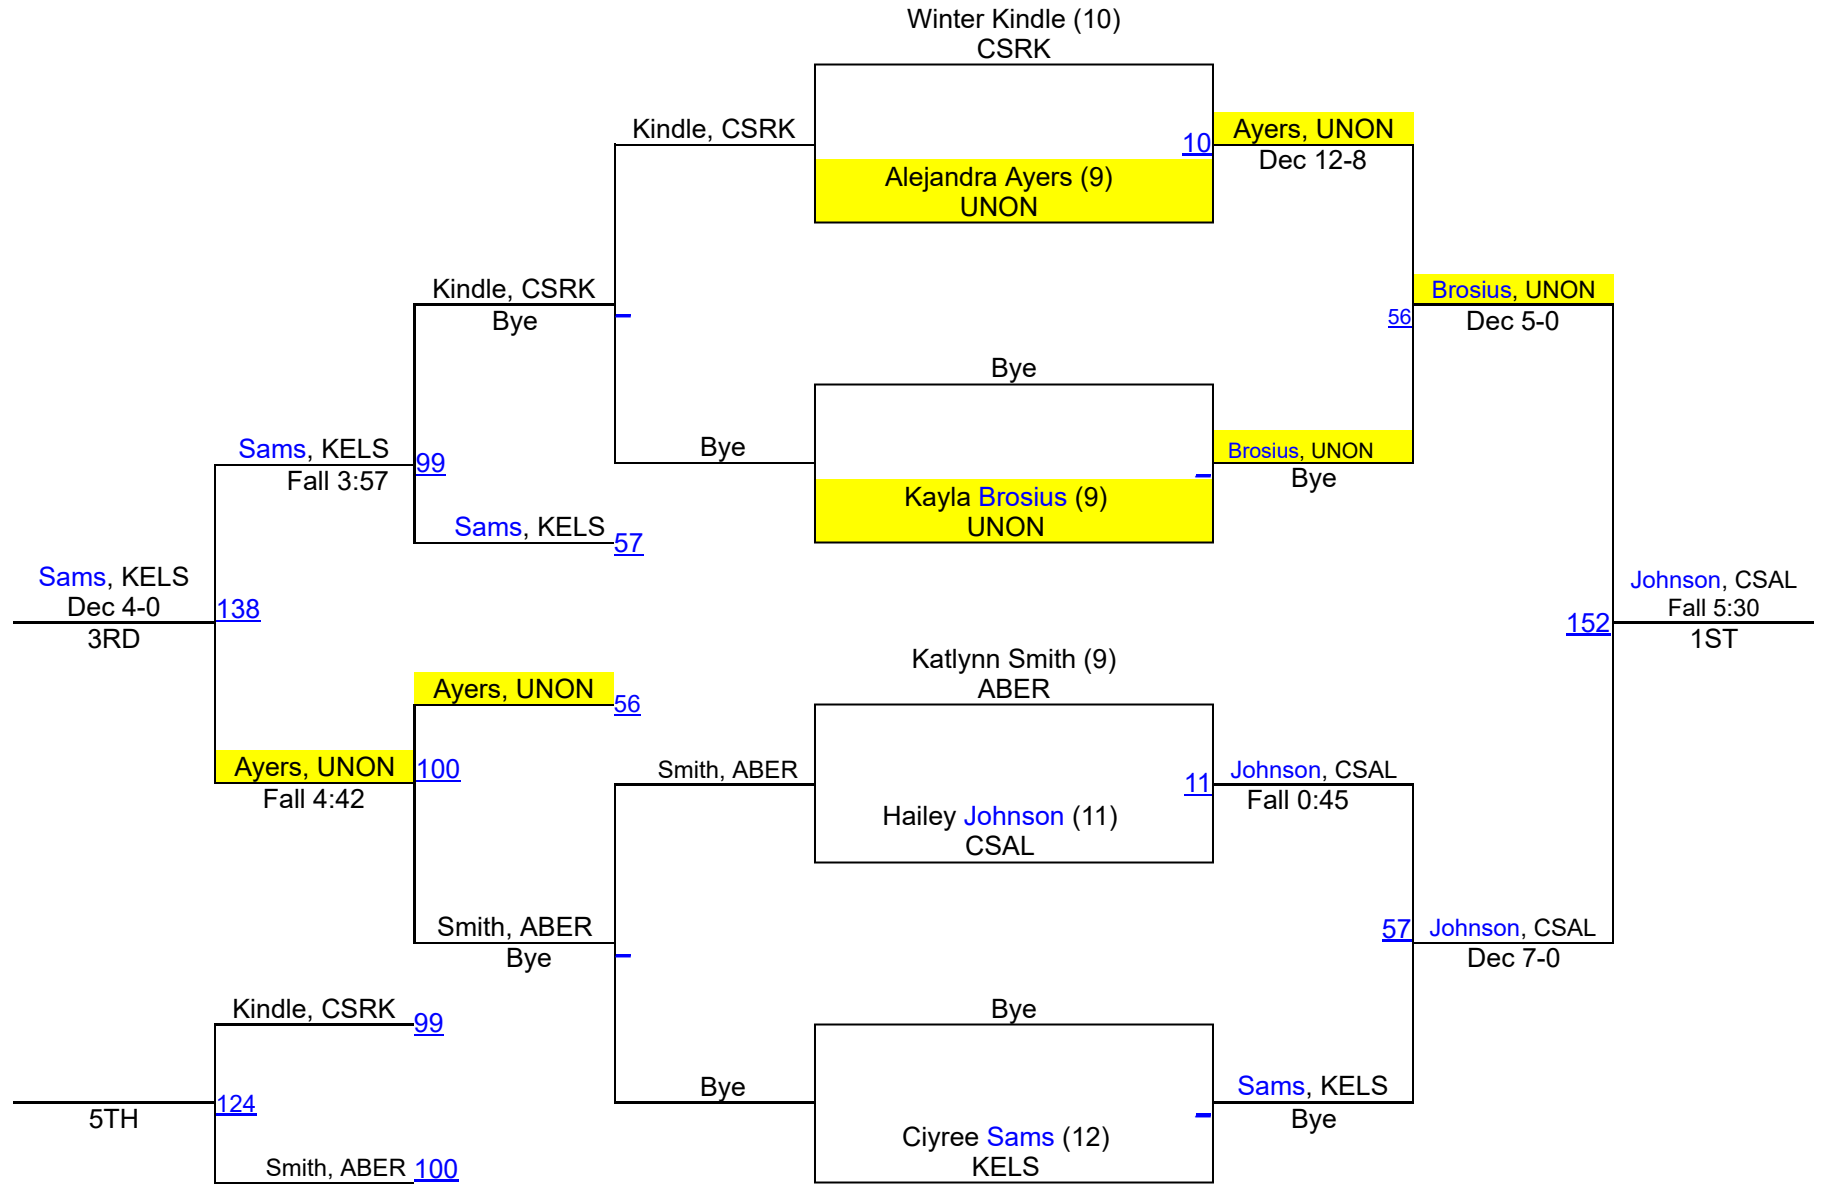 Winter Kindle (10)
CSRK
Kindle, CSRK
10
Ayers, UNON
Dec 12-8
Alejandra Ayers (9)
UNON
Kindle, CSRK
Bye
Brosius, UNON
56
Dec 5-0
Bye
Sams, KELS
99
Fall 3:57
Bye
Brosius, UNON
Bye
Kayla Brosius (9)
UNON
Sams, KELS
57
Sams, KELS
Dec 4-0
138
3RD
Johnson, CSAL
Fall 5:30
152
1ST
Katlynn Smith (9)
ABER
Ayers, UNON
56
Ayers, UNON
100
Fall 4:42
Smith, ABER
11
Johnson, CSAL
Fall 0:45
Hailey Johnson (11)
CSAL
Smith, ABER
Bye
57
Johnson, CSAL
Dec 7-0
Kindle, CSRK
99
Bye
Bye
Sams, KELS
Bye
124
5TH
Ciyree Sams (12)
KELS
Smith, ABER
100